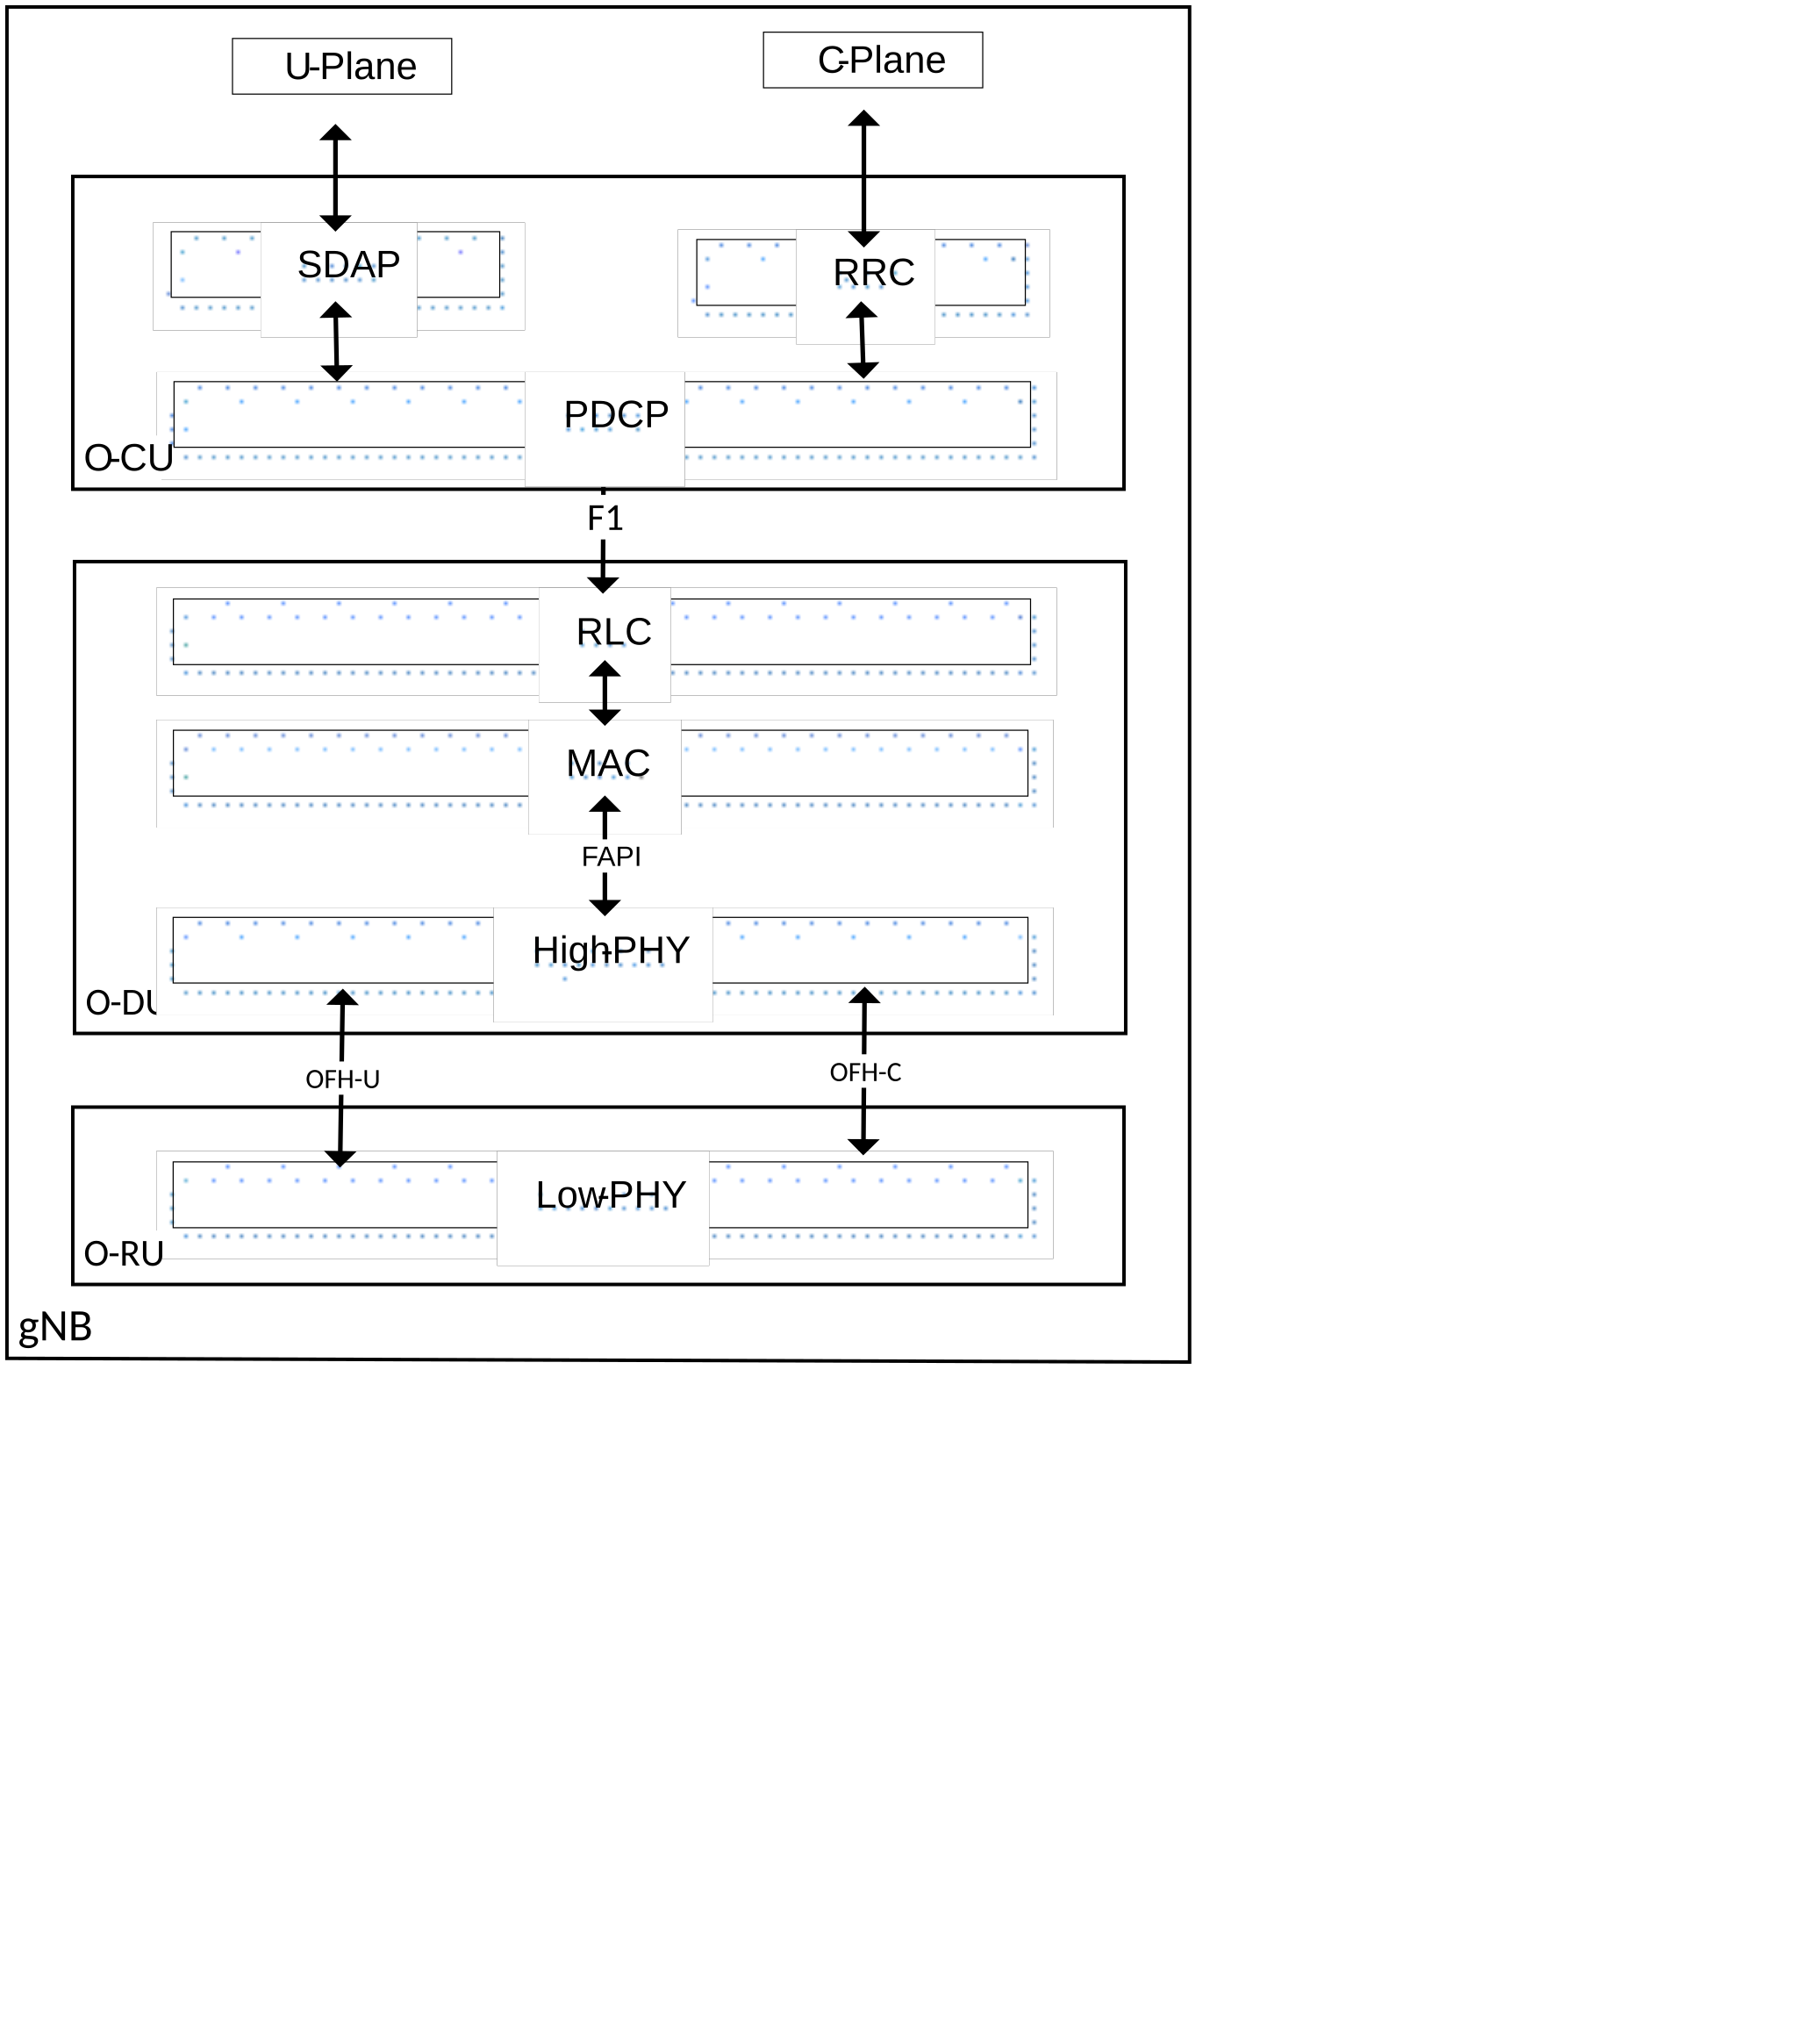 U-Plane
C-Plane
SDAP
RRC
PDCP
O-CU
F1
RLC
MAC
FAPI
High-PHY
O-DU
OFH-U
OFH-C
Low-PHY
O-RU
gNB